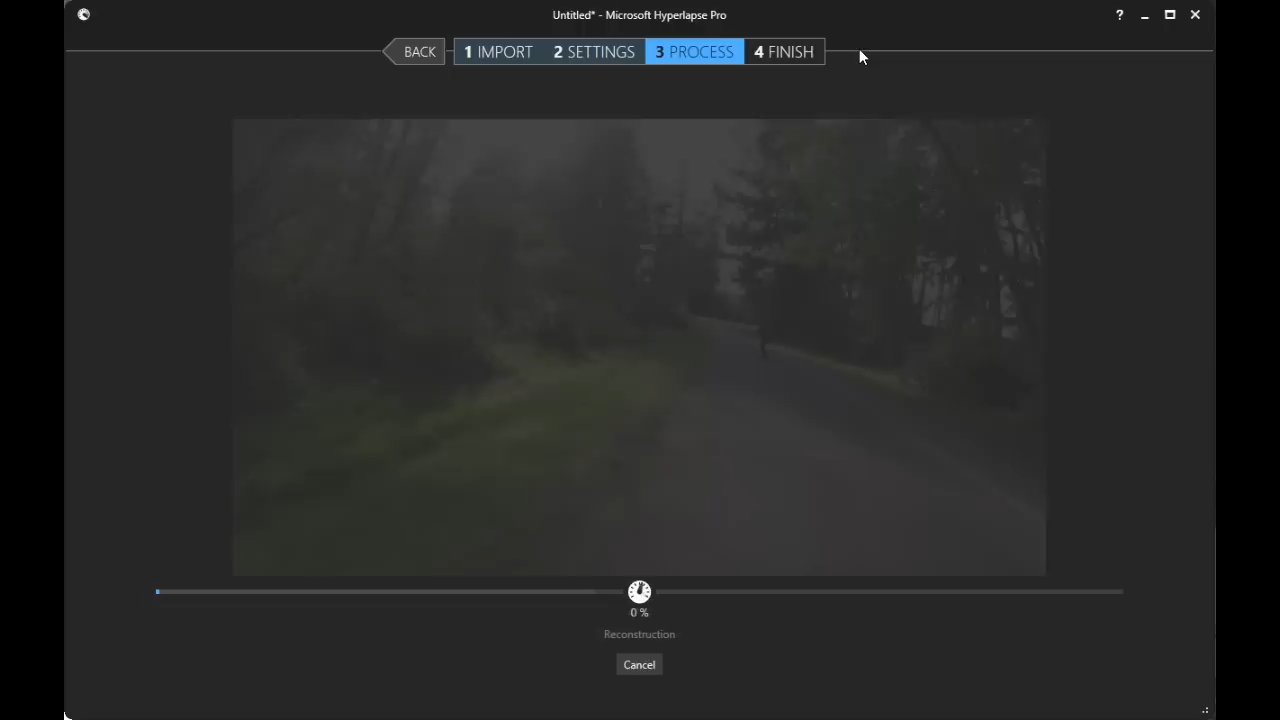 Untitled* - Microsoft Hyperlapse Pro
?
BACK 1 IMPORT 2 SETTINGS 3 PROCESS 4 FINISH
0 %
Reconstruction
Cancel